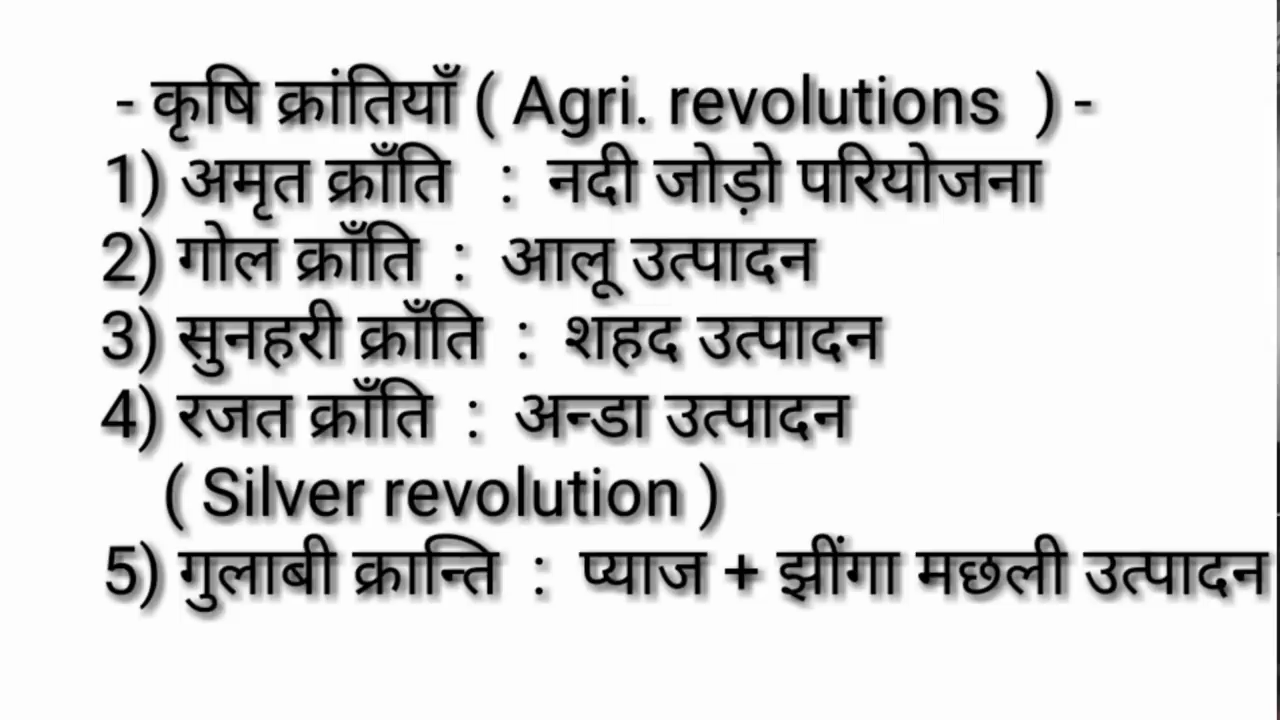 - कृषि क्रांतियाँ ( Agri. revolutions ) -
1) अमृत क्राँति : नदी जोड़ो परियोजना
2) गोल क्राँति : आलू उत्पादन
3) सुनहरी क्राँति : शहद उत्पादन
4) रजत क्राँति : अन्डा उत्पादन
( Silver revolution )
5) गुलाबी क्रान्ति : प्याज + झींगा मछली उत्पादन